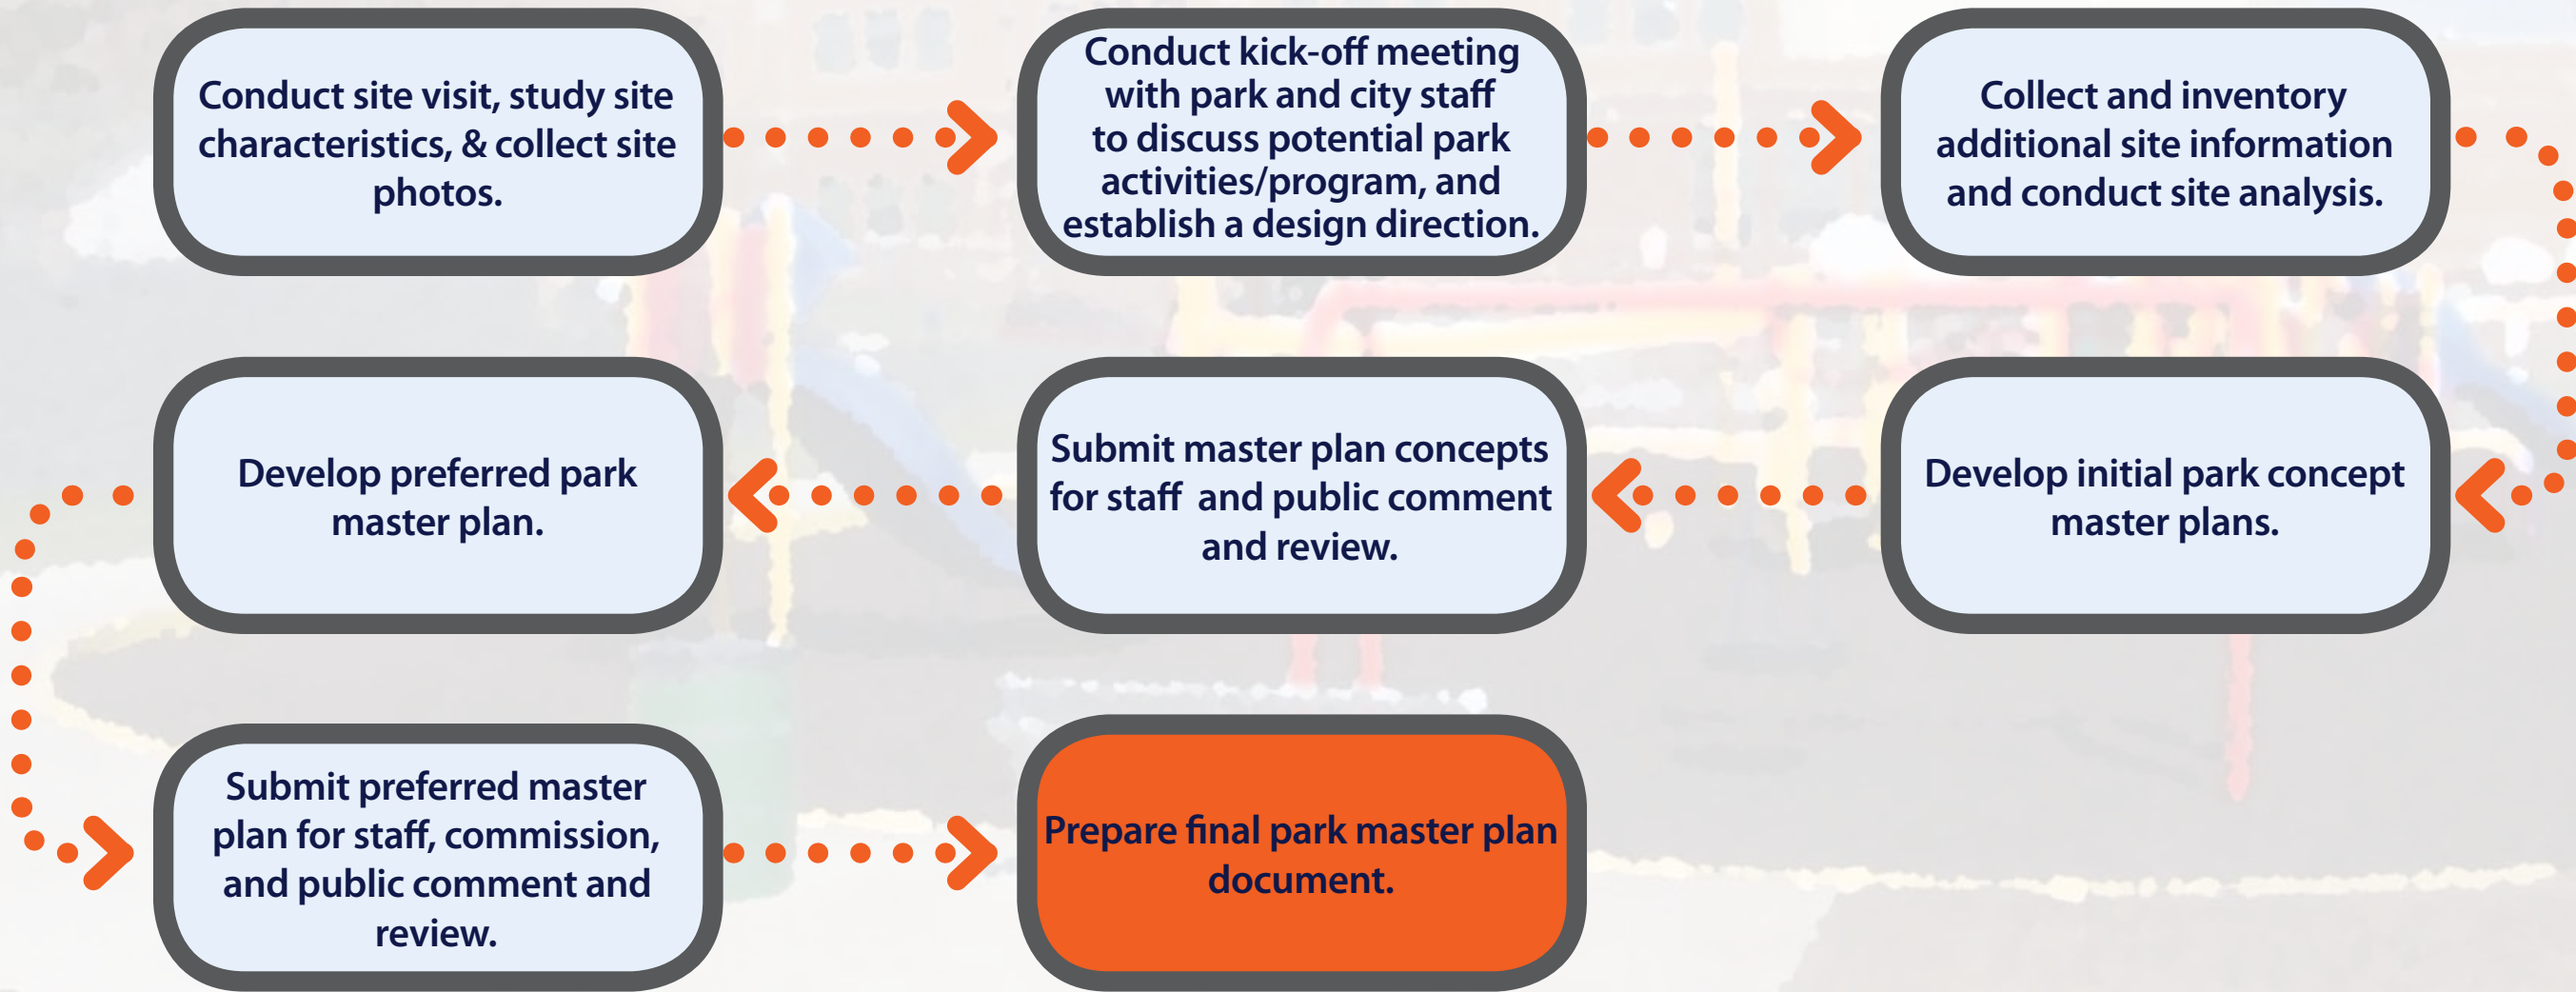 Conduct site visit, study site
characteristics, & collect site
photos.
Conduct kick-off meeting
with park and city staff
to discuss potential park
activities/program, and
establish a design direction.
Collect and inventory
additional site information
and conduct site analysis.
Develop initial park concept
master plans.
Submit master plan concepts
for staff and public comment
and review.
Develop preferred park
master plan.
Submit preferred master
plan for staff, commission,
and public comment and
review.
Prepare final park master plan
document.